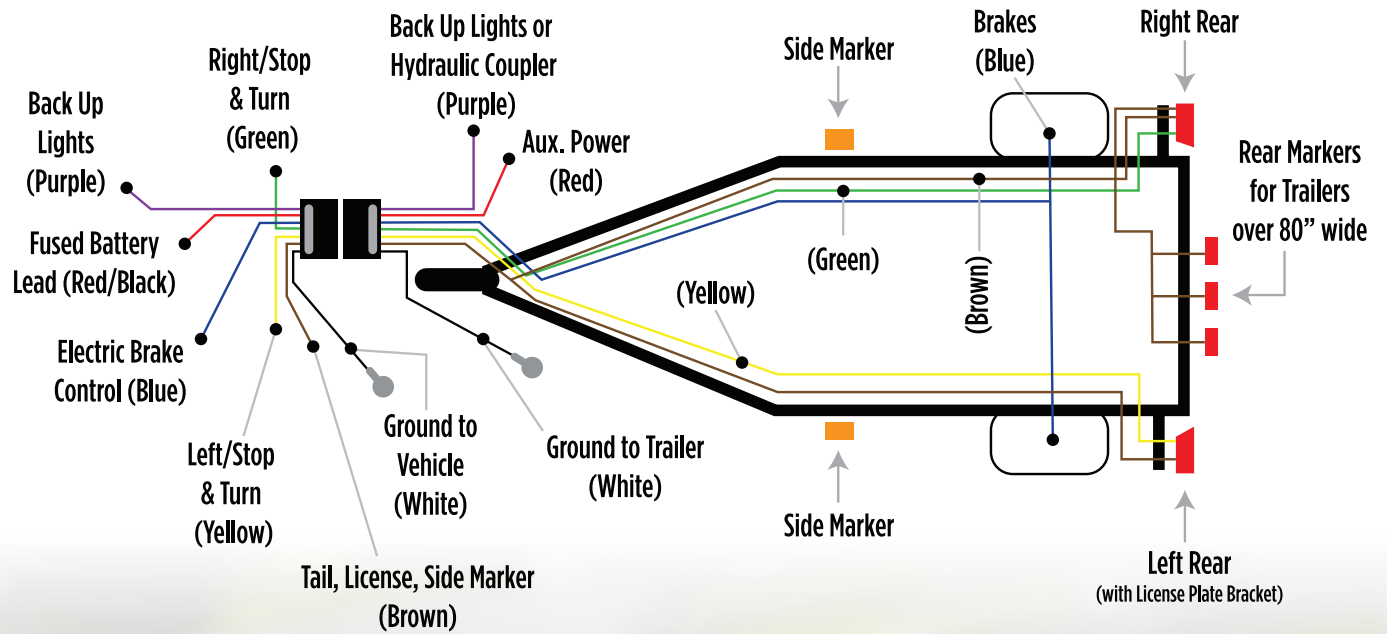 Back Up
Lights
(Purple)
Right/Stop
& Turn
(Green)
Back Up Lights or
Hydraulic Coupler
(Purple)
Aux. Power
(Red)
Side Marker
Brakes
(Blue)
Right Rear
Rear Markers
for Trailers
over 80” wide
Fused Battery
Lead (Red/Black)
Electric Brake
Control (Blue)
Left/Stop
& Turn
(Yellow)
Tail, License, Side Marker
(Brown)
Ground to
Vehicle
(White)
Ground to Trailer
(White)
(Green)
(Yellow)
(Brown)
Side Marker
Left Rear
(with License Plate Bracket)